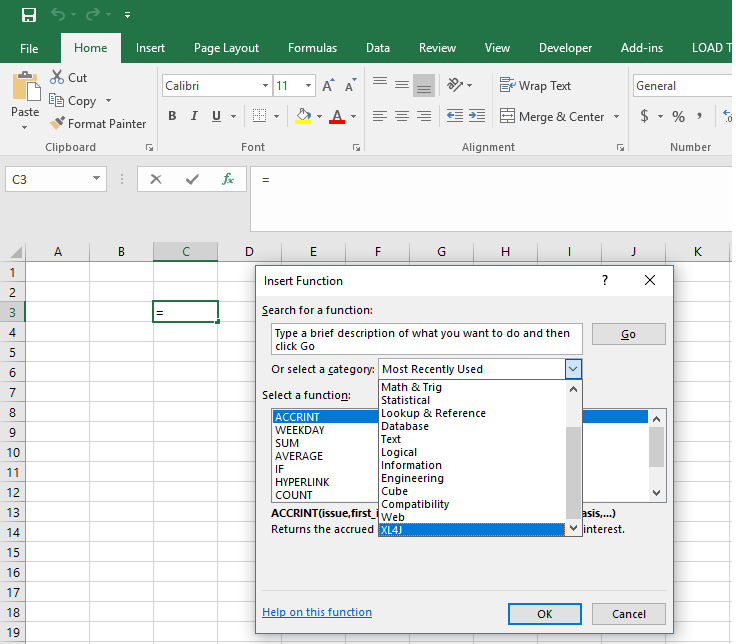 File Home Insert Page Layout Formulas Data Review View Developer Add-ins LOAD T
Cut
Copy
Format Painter
Paste
Clipboard
Calibri 11 A A
B I U A
Font
Wrap Text
Merge & Center
Alignment
General
$ % ,
Number
C3 fx =
A B C D E F G H I J K
1
2
3 =
4
5
6
7
8
9
10
11
12
13
14
15
16
17
18
19
Insert Function ?
Search for a function:
Type a brief description of what you want to do and then
click Go
Go
Or select a category: Most Recently Used
Math & Trig
Statistical
Lookup & Reference
Database
Text
Logical
Information
Engineering
Cube
Compatibility
Web
XL4J
Select a function:
ACCRINT
WEEKDAY
SUM
AVERAGE
IF
HYPERLINK
COUNT
ACCRINT(issue,first_i asis,...)
Returns the accrued interest.
Help on this function
OK Cancel